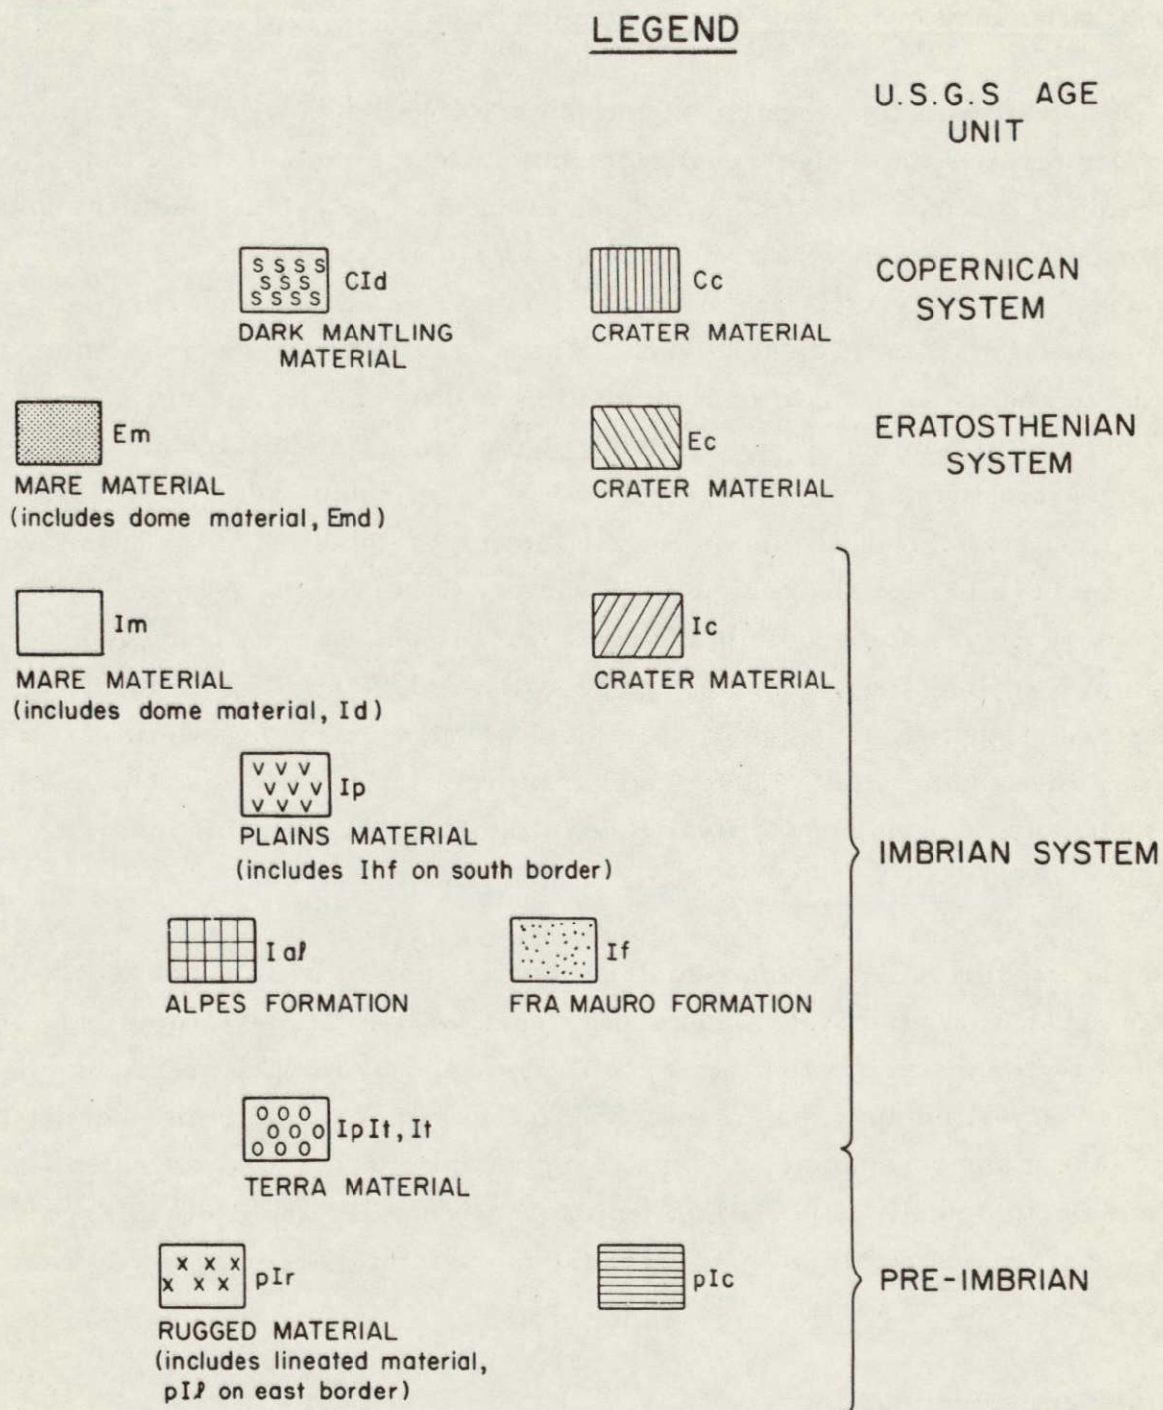 LEGEND
U.S.G.S AGE
UNIT
CId
Cc
COPERNICAN
SYSTEM
DARK MANTLING
MATERIAL
CRATER MATERIAL
Em
Ec
ERATOSTHENIAN
SYSTEM
MARE MATERIAL
(includes dome material, Emd)
CRATER MATERIAL
Im
Ic
MARE MATERIAL
(includes dome material, Id)
CRATER MATERIAL
Ip
PLAINS MATERIAL
(includes Ihf on south border)
IMBRIAN SYSTEM
Ial
If
ALPES FORMATION
FRA MAURO FORMATION
IpIt, It
TERRA MATERIAL
pIr
pIc
PRE-IMBRIAN
RUGGED MATERIAL
(includes lineated material,
pIl on east border)